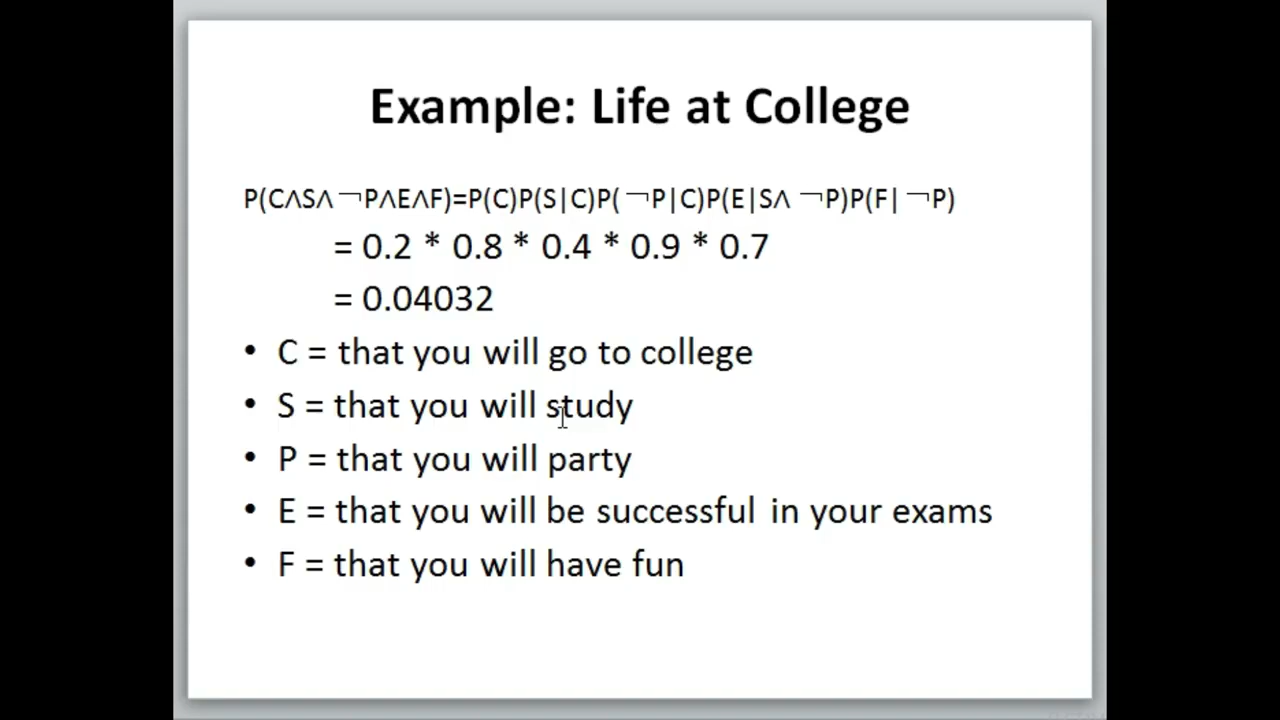 Example: Life at College
P(C∧S∧ ¬P∧E∧F)=P(C)P(S|C)P( ¬P|C)P(E|S∧ ¬P)P(F| ¬P)
= 0.2 * 0.8 * 0.4 * 0.9 * 0.7
= 0.04032
• C = that you will go to college
• S = that you will study
• P = that you will party
• E = that you will be successful in your exams
• F = that you will have fun